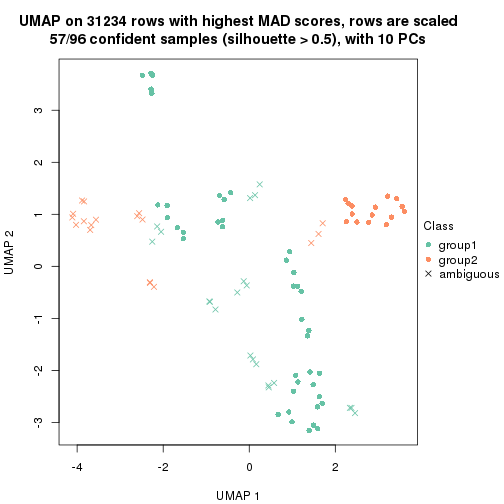 UMAP on 31234 rows with highest MAD scores, rows are scaled
57/96 confident samples (silhouette > 0.5), with 10 PCs
3
2
1
0
-1
-2
-3
UMAP 2
-4
-2
0
2
UMAP 1
Class
group1
group2
ambiguous